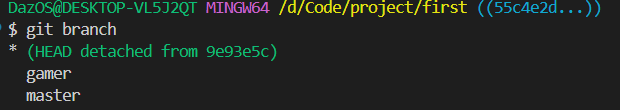 DazOS@DESKTOP-VL5J2QT MINGW64 /d/Code/project/first ((55c4e2d...))
$ git branch
* (HEAD detached from 9e93e5c)
gamer
master